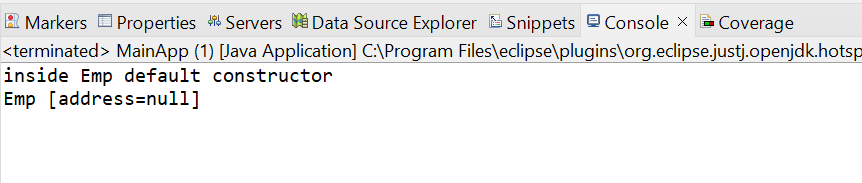 Markers Properties Servers Data Source Explorer Snippets Console Coverage
<terminated> MainApp (1) [Java Application] C:\Program Files\eclipse\plugins\org.eclipse.justj.openjdk.hotsp
inside Emp default constructor
Emp [address=null]